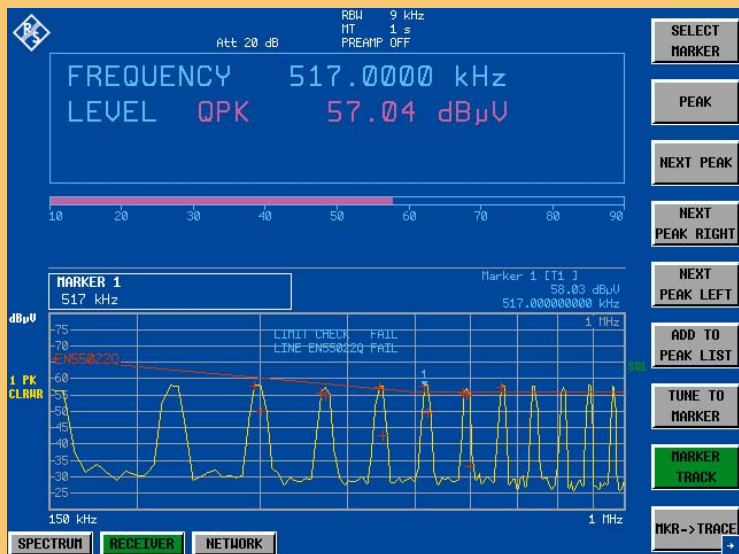 RBW 9 kHz
MT 1 s
Att 20 dB PREAMP OFF
FREQUENCY 517.0000 kHz
LEVEL QPK 57.04 dBµV
10 20 30 40 50 60 70 80 90
MARKER 1
517 kHz
Marker 1 [T1 ]
58.03 dBµV
517.000000000 kHz
dBµV
1 MHz
LIMIT CHECK FAIL
LINE EN55022Q FAIL
75
70
EN55022Q
60
55
50
45
40
35
30
25
1
1 PK
CLRWR
SGL
150 kHz
1 MHz
SPECTRUM
RECEIVER
NETWORK
SELECT
MARKER
PEAK
NEXT PEAK
NEXT
PEAK RIGHT
NEXT
PEAK LEFT
ADD TO
PEAK LIST
TUNE TO
MARKER
MARKER
TRACK
MKR->TRACE